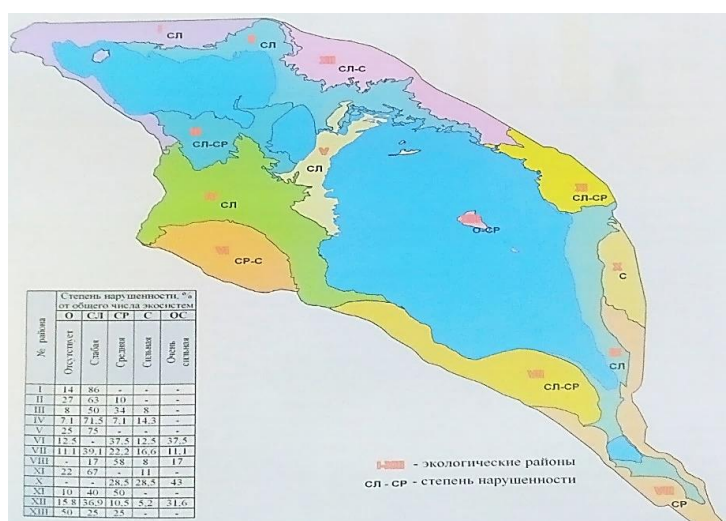 I
СЛ
СЛ
СЛ-С
СЛ-СР
V
СЛ
СЛ
СЛ-СР
О-СР
СР-С
X
С
СЛ
СЛ-СР
СР
№ района
Степень нарушенности, %
от общего числа экосистем
О СЛ СР С ОС
Отсутствует Слабая Средняя Сильная Очень сильная
I 14 86 - - -
II 27 63 10 - -
III 8 50 34 8
IV 7.1 71.5 7.1 14.3 -
V 25 75 - - -
VI 12.5 - 37.5 12.5 37.5
VII 11.1 39.1 22.2 16.6 11.1
VIII - 17 58 8 17
XI 22 67 - 11
X - - 28.5 28.5 43
XI 10 40 50 - -
XII 15.8 36.9 10.5 5.2 31.6
XIII 50 25 25 - -
I-XIII - экологические районы
СЛ - СР - степень нарушенности